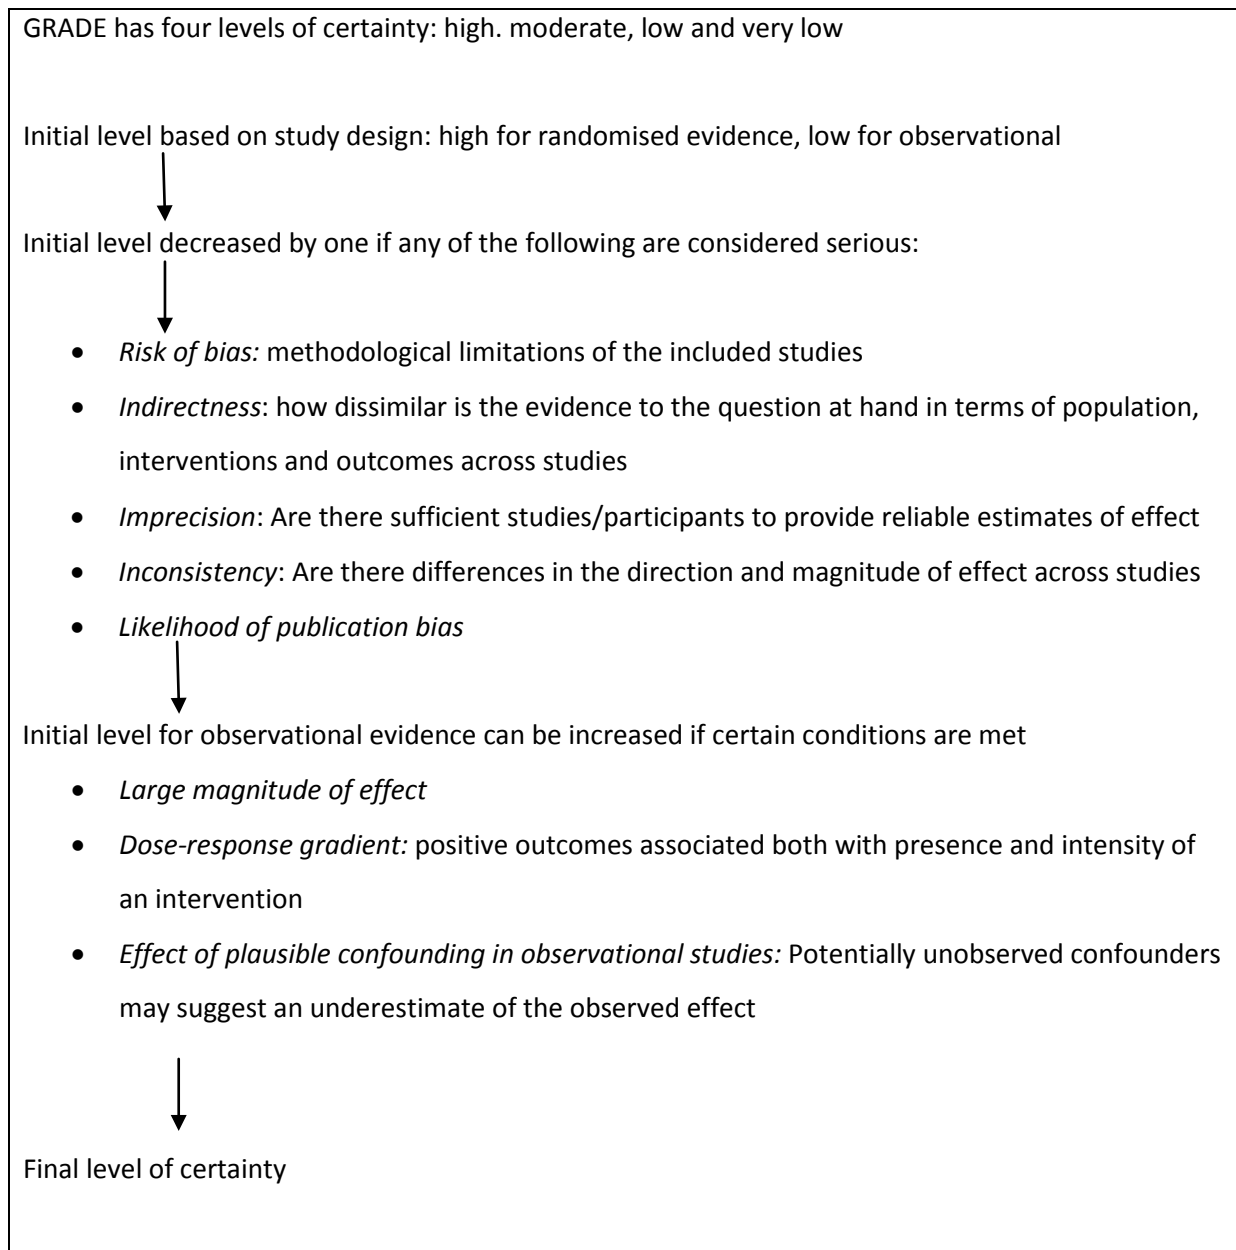 GRADE has four levels of certainty: high. moderate, low and very low
Initial level based on study design: high for randomised evidence, low for observational
Initial level decreased by one if any of the following are considered serious:
• Risk of bias: methodological limitations of the included studies
• Indirectness: how dissimilar is the evidence to the question at hand in terms of population,
interventions and outcomes across studies
• Imprecision: Are there sufficient studies/participants to provide reliable estimates of effect
• Inconsistency: Are there differences in the direction and magnitude of effect across studies
• Likelihood of publication bias
Initial level for observational evidence can be increased if certain conditions are met
• Large magnitude of effect
• Dose-response gradient: positive outcomes associated both with presence and intensity of
an intervention
• Effect of plausible confounding in observational studies: Potentially unobserved confounders
may suggest an underestimate of the observed effect
Final level of certainty